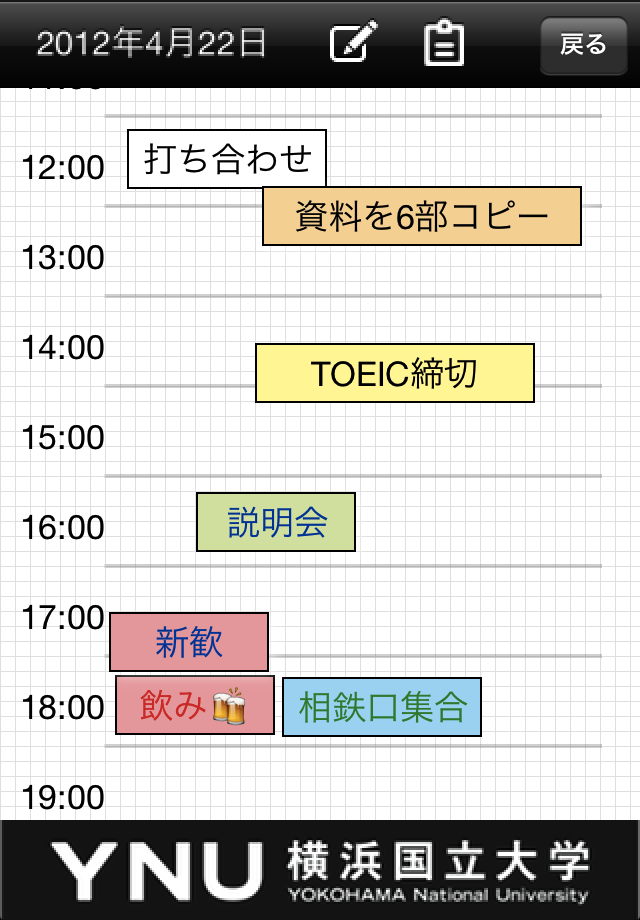 2012年4月22日
戻る
12:00
打ち合わせ
資料を6部コピー
13:00
14:00
TOEIC締切
15:00
16:00
説明会
17:00
新歓
18:00
飲み🍻
相鉄口集合
19:00
YNU 横浜国立大学
YOKOHAMA National University